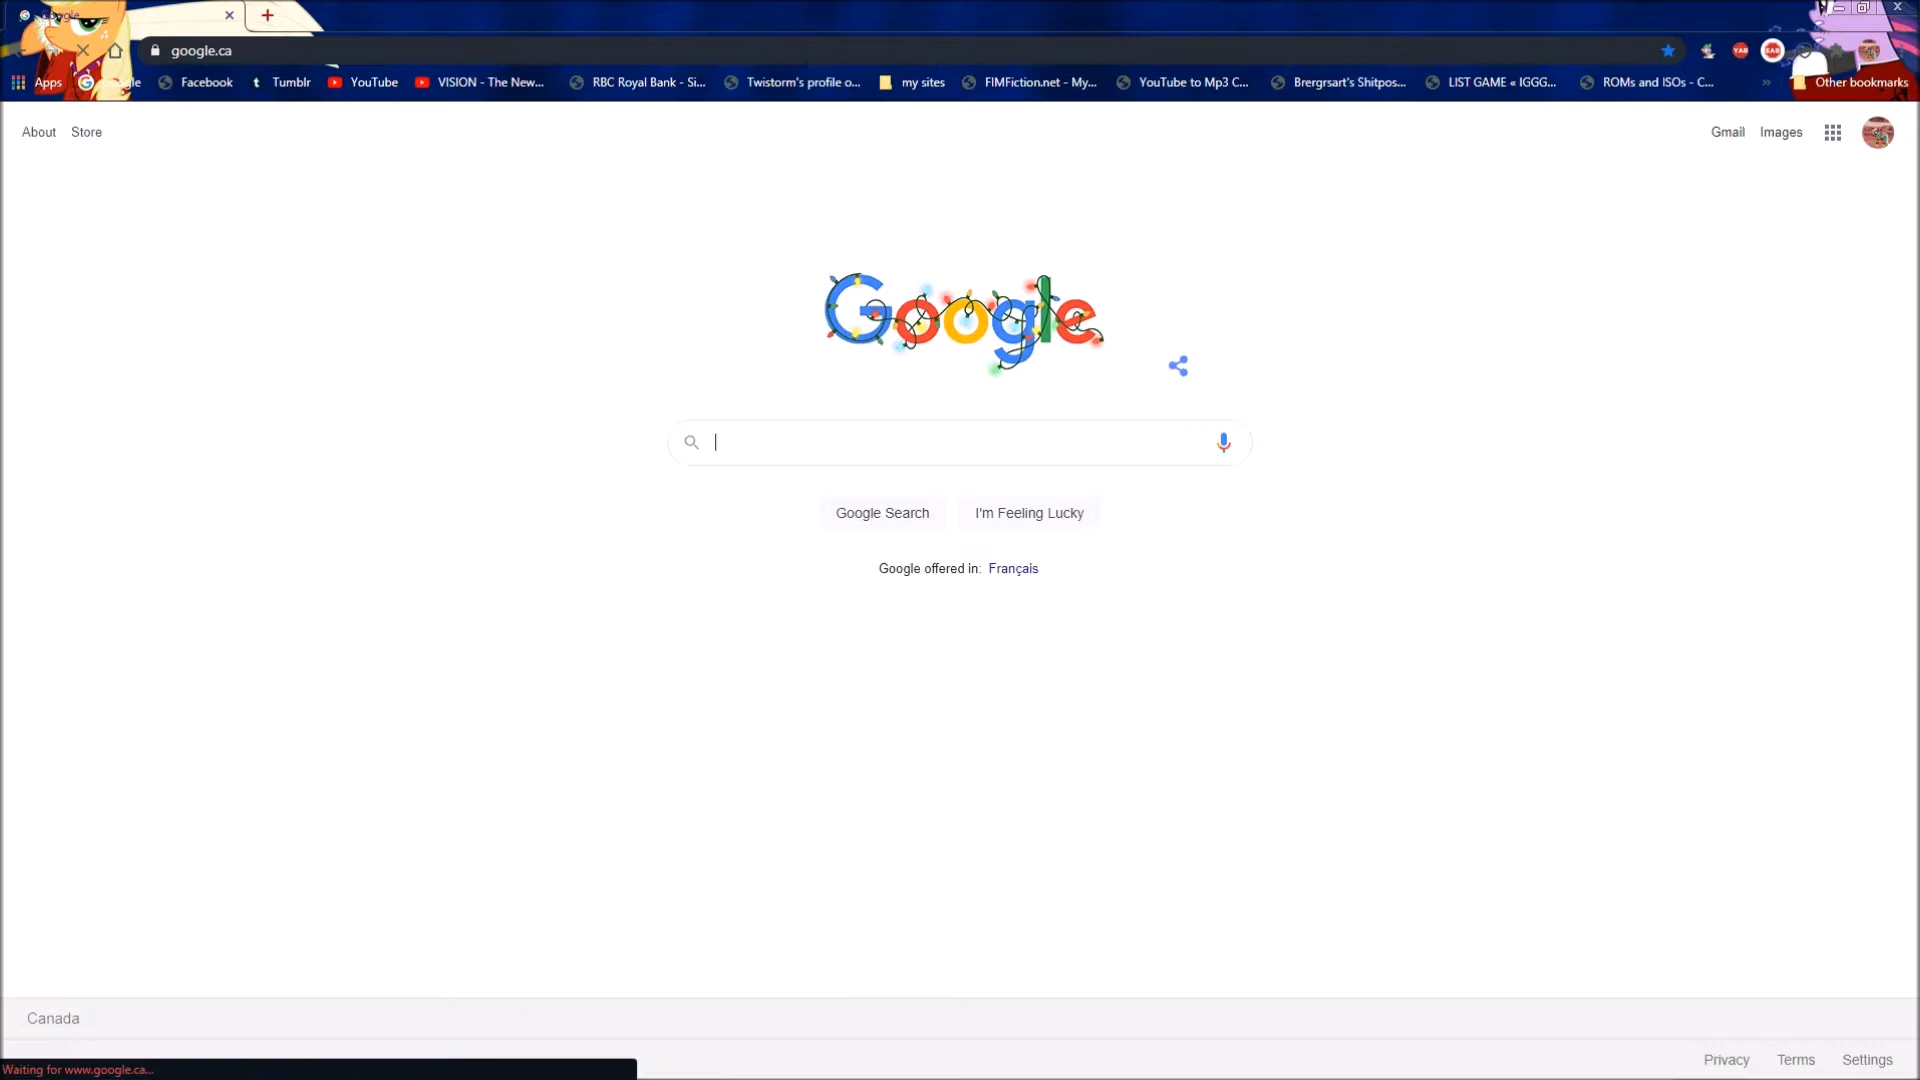 Google
google.ca
Apps Facebook Tumblr YouTube VISION - The New... RBC Royal Bank - Si... Twistorm's profile o... my sites FIMFiction.net - My... YouTube to Mp3 C... Brergrsart's Shitpos... LIST GAME « IGGG... ROMs and ISOs - C... » Other bookmarks
About Store Gmail Images
Google
Google Search I'm Feeling Lucky
Google offered in: Français
Canada
Privacy Terms Settings
Waiting for www.google.ca...